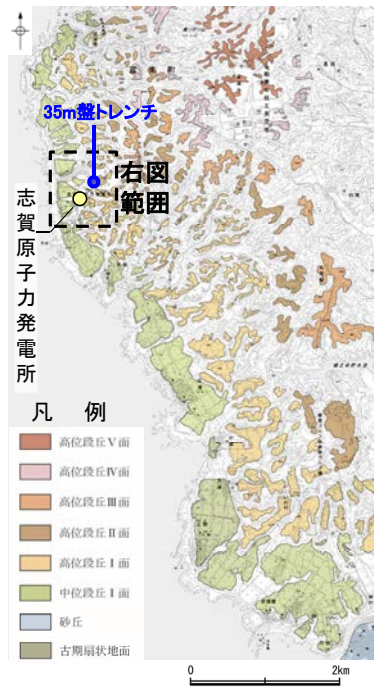 35m盤トレンチ
右図
範囲
志賀原子力発電所
凡 例
高位段丘Ⅴ面
高位段丘Ⅳ面
高位段丘Ⅲ面
高位段丘Ⅱ面
高位段丘Ⅰ面
中位段丘Ⅰ面
砂丘
古期扇状地面
0 2km